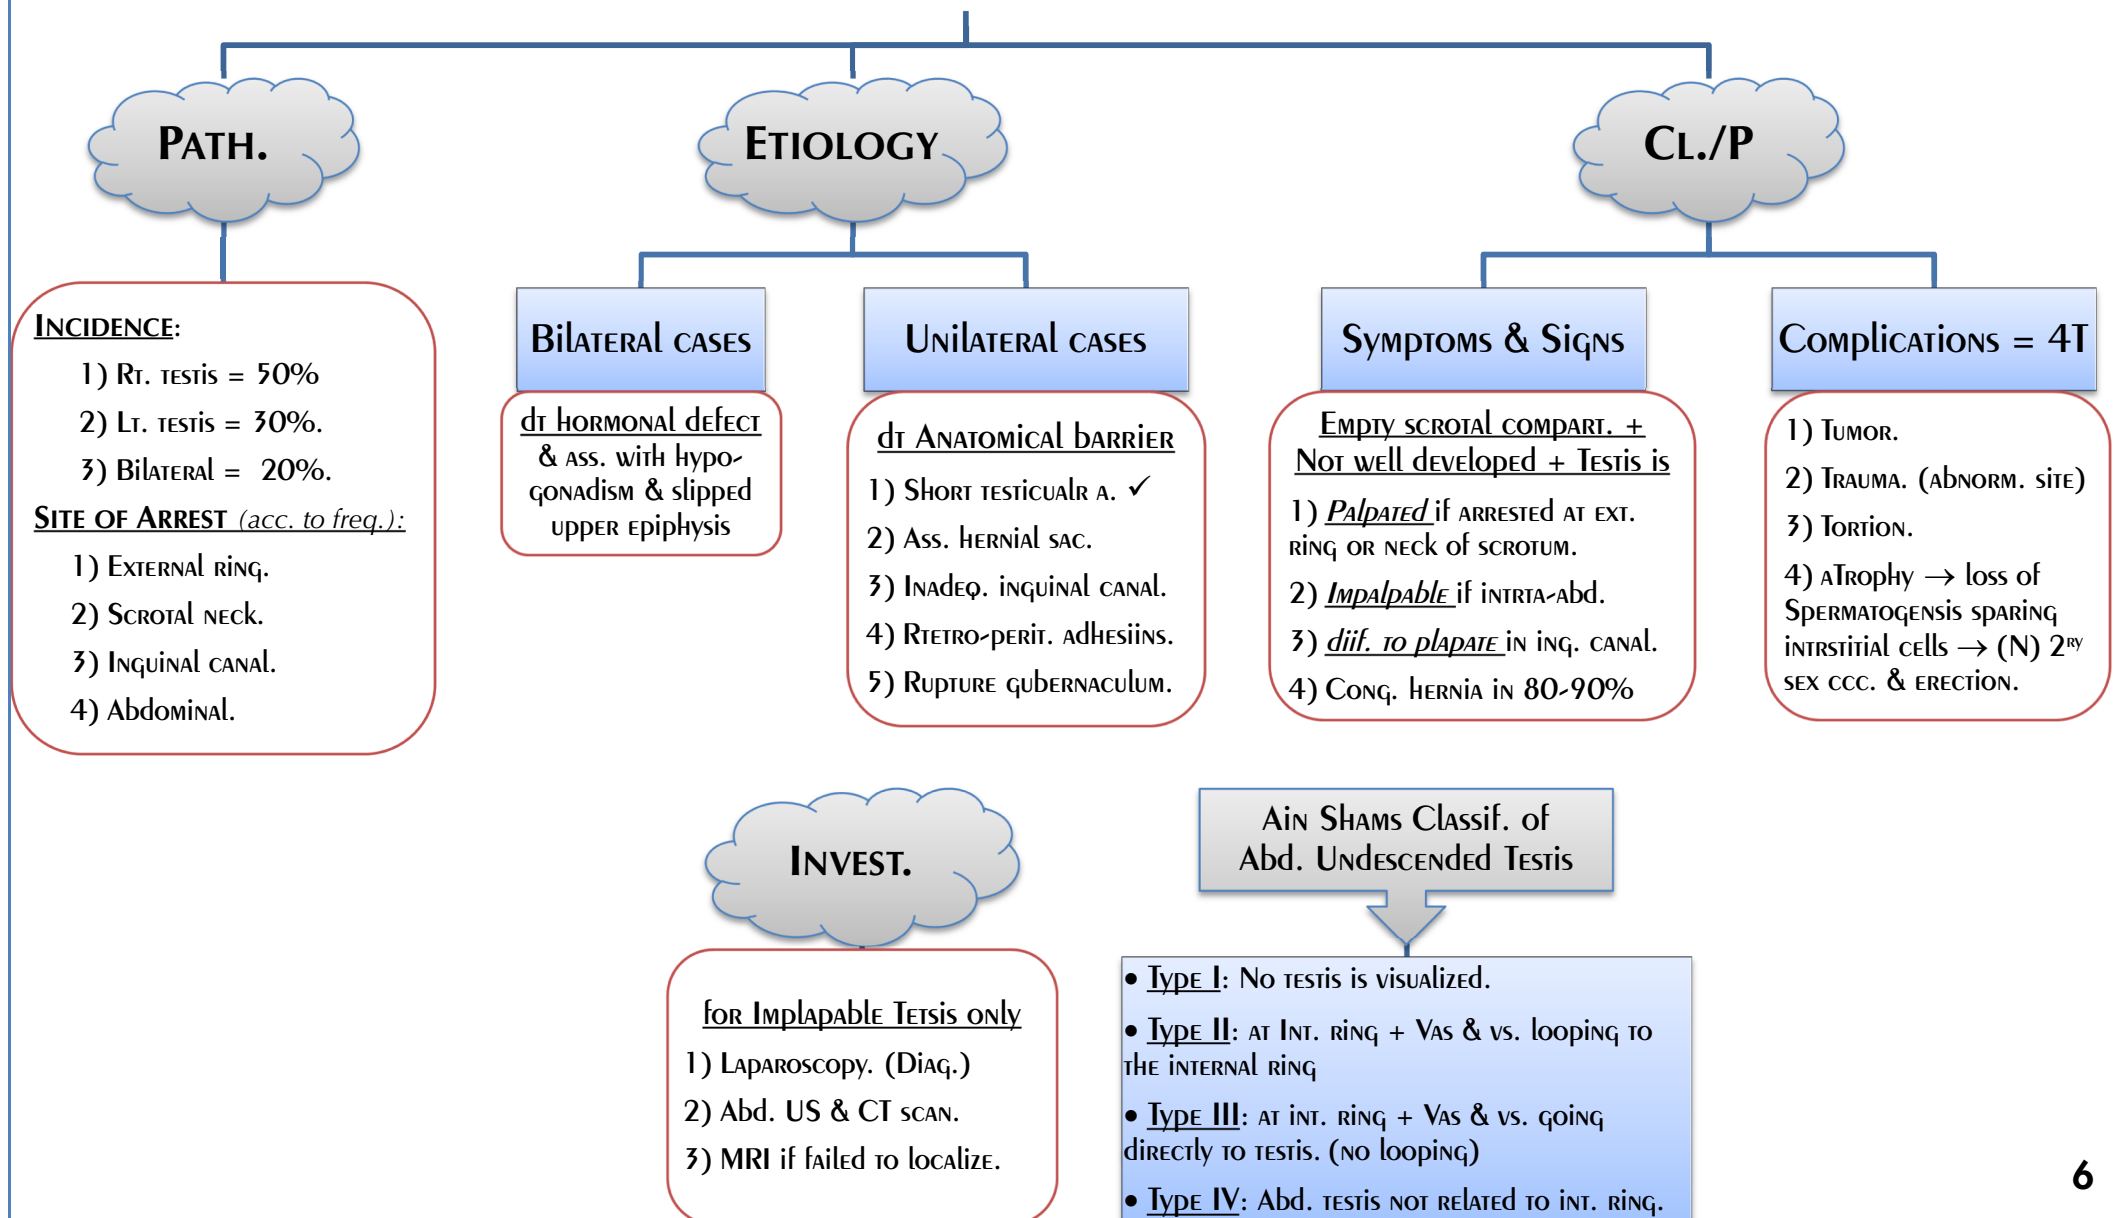 PATH.
INCIDENCE:
1) RT. TESTIS = 50%
2) LT. TESTIS = 30%.
3) BILATERAL = 20%.
SITE OF ARREST (acc. to freq.):
1) EXTERNAL RING.
2) SCROTAL NECK.
3) INGUINAL CANAL.
4) ABDOMINAL.
ETIOLOGY
Bilateral cases
dt hormonal defect
& ass. with hypo-
gonadism & slipped
upper epiphysis
Unilateral cases
dt Anatomical barrier
1) Short testicualr a. ✓
2) Ass. hernial sac.
3) Inadeq. inguinal canal.
4) Rtetro-perit. adhesiins.
5) Rupture gubernaculum.
CL./P
Symptoms & Signs
Empty scrotal compart. +
Not well developed + Testis is
1) Palpated if arrested at ext.
ring or neck of scrotum.
2) Impalpable if intrta-abd.
3) diif. to plapate in ing. canal.
4) Cong. hernia in 80-90%
Complications = 4T
1) Tumor.
2) Trauma. (abnorm. site)
3) Tortion.
4) aTrophy → loss of
Spermatogensis sparing
intrstitial cells → (N) 2ry
sex ccc. & erection.
INVEST.
for Implapable Tetsis only
1) Laparoscopy. (Diag.)
2) Abd. US & CT scan.
3) MRI if failed to localize.
Ain Shams Classif. of
Abd. Undescended Testis
• Type I: No testis is visualized.
• Type II: at Int. ring + Vas & vs. looping to
the internal ring
• Type III: at int. ring + Vas & vs. going
directly to testis. (no looping)
• Type IV: Abd. testis not related to int. ring.
6